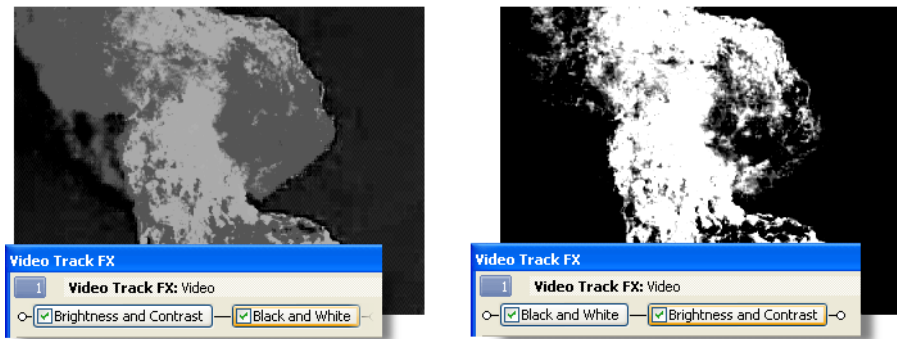 Video Track FX
1 Video Track FX: Video
Brightness and Contrast Black and White
Video Track FX
1 Video Track FX: Video
Black and White Brightness and Contrast